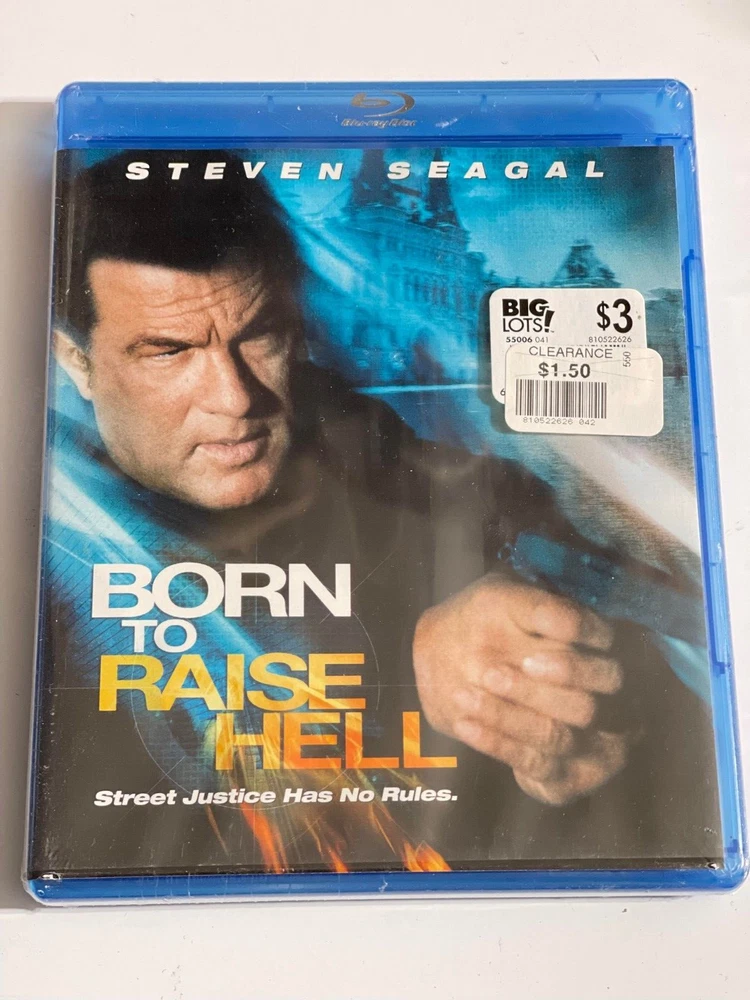 Blu-ray Disc
STEVEN SEAGAL
BIG
LOTS!
$3
55006 041
810522626
CLEARANCE
550
$1.50
810522626 042
BORN
TO
RAISE
HELL
Street Justice Has No Rules.